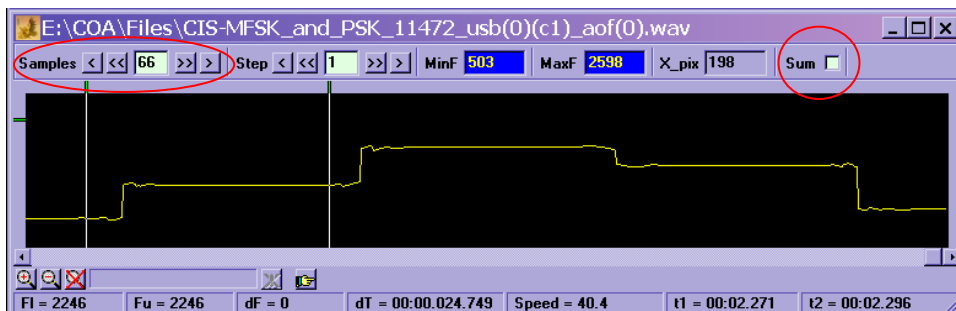 E:\COA\Files\CIS-MFSK_and_PSK_11472_usb(0)(c1)_aof(0).wav
Samples < << 66 >> > Step < << 1 >> > MinF 503 MaxF 2598 X_pix 198 Sum
Fl = 2246 Fu = 2246 dF = 0 dT = 00:00.024.749 Speed = 40.4 t1 = 00:02.271 t2 = 00:02.296